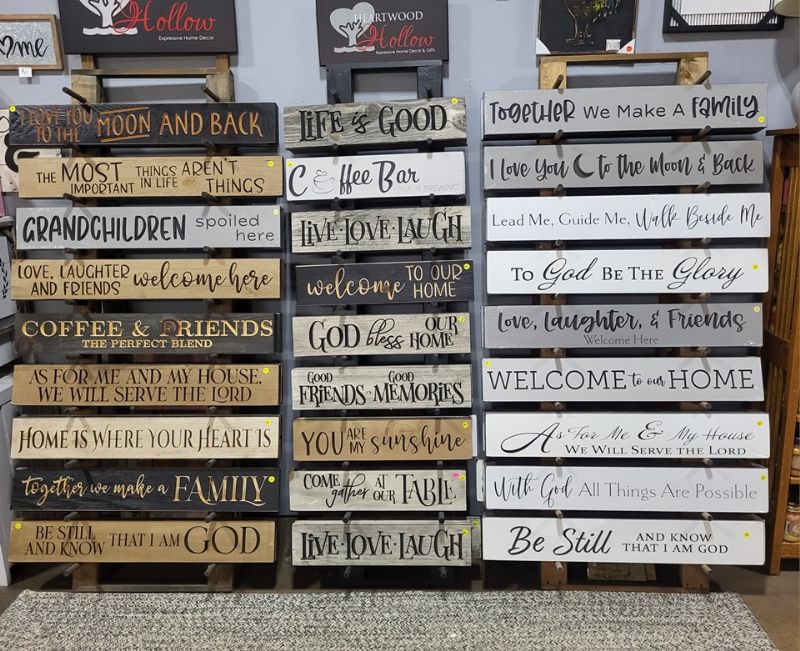 Hollow
Expressive Home Decor
HEARTWOOD
Hollow
Expressive Home Decor & Gifts
me
I LOVE YOU
TO THE MOON AND BACK
THE MOST
IMPORTANT
THINGS
IN LIFE
AREN'T
THINGS
GRANDCHILDREN spoiled
here
LOVE, LAUGHTER
AND FRIENDS welcome here
COFFEE & FRIENDS
THE PERFECT BLEND
AS FOR ME AND MY HOUSE,
WE WILL SERVE THE LORD
HOME IS WHERE YOUR HEART IS
together we make a FAMILY
BE STILL
AND KNOW THAT I AM GOD
LIFE is GOOD
Coffee Bar
LOVE IS BREWING
LIVE·LOVE·LAUGH
welcome TO OUR
HOME
GOD bless OUR
HOME
GOOD
FRIENDS·GOOD
MEMORIES
YOU ARE
MY sunshine
COME
gather AT
OUR TABLE
LIVE·LOVE·LAUGH
Together We Make A Family
I Love You to the Moon & Back
Lead Me, Guide Me, Walk Beside Me
To God Be The Glory
Love, Laughter, & Friends
Welcome Here
WELCOME to our HOME
As For Me & My House
We Will Serve the Lord
With God All Things Are Possible
Be Still AND KNOW
THAT I AM GOD